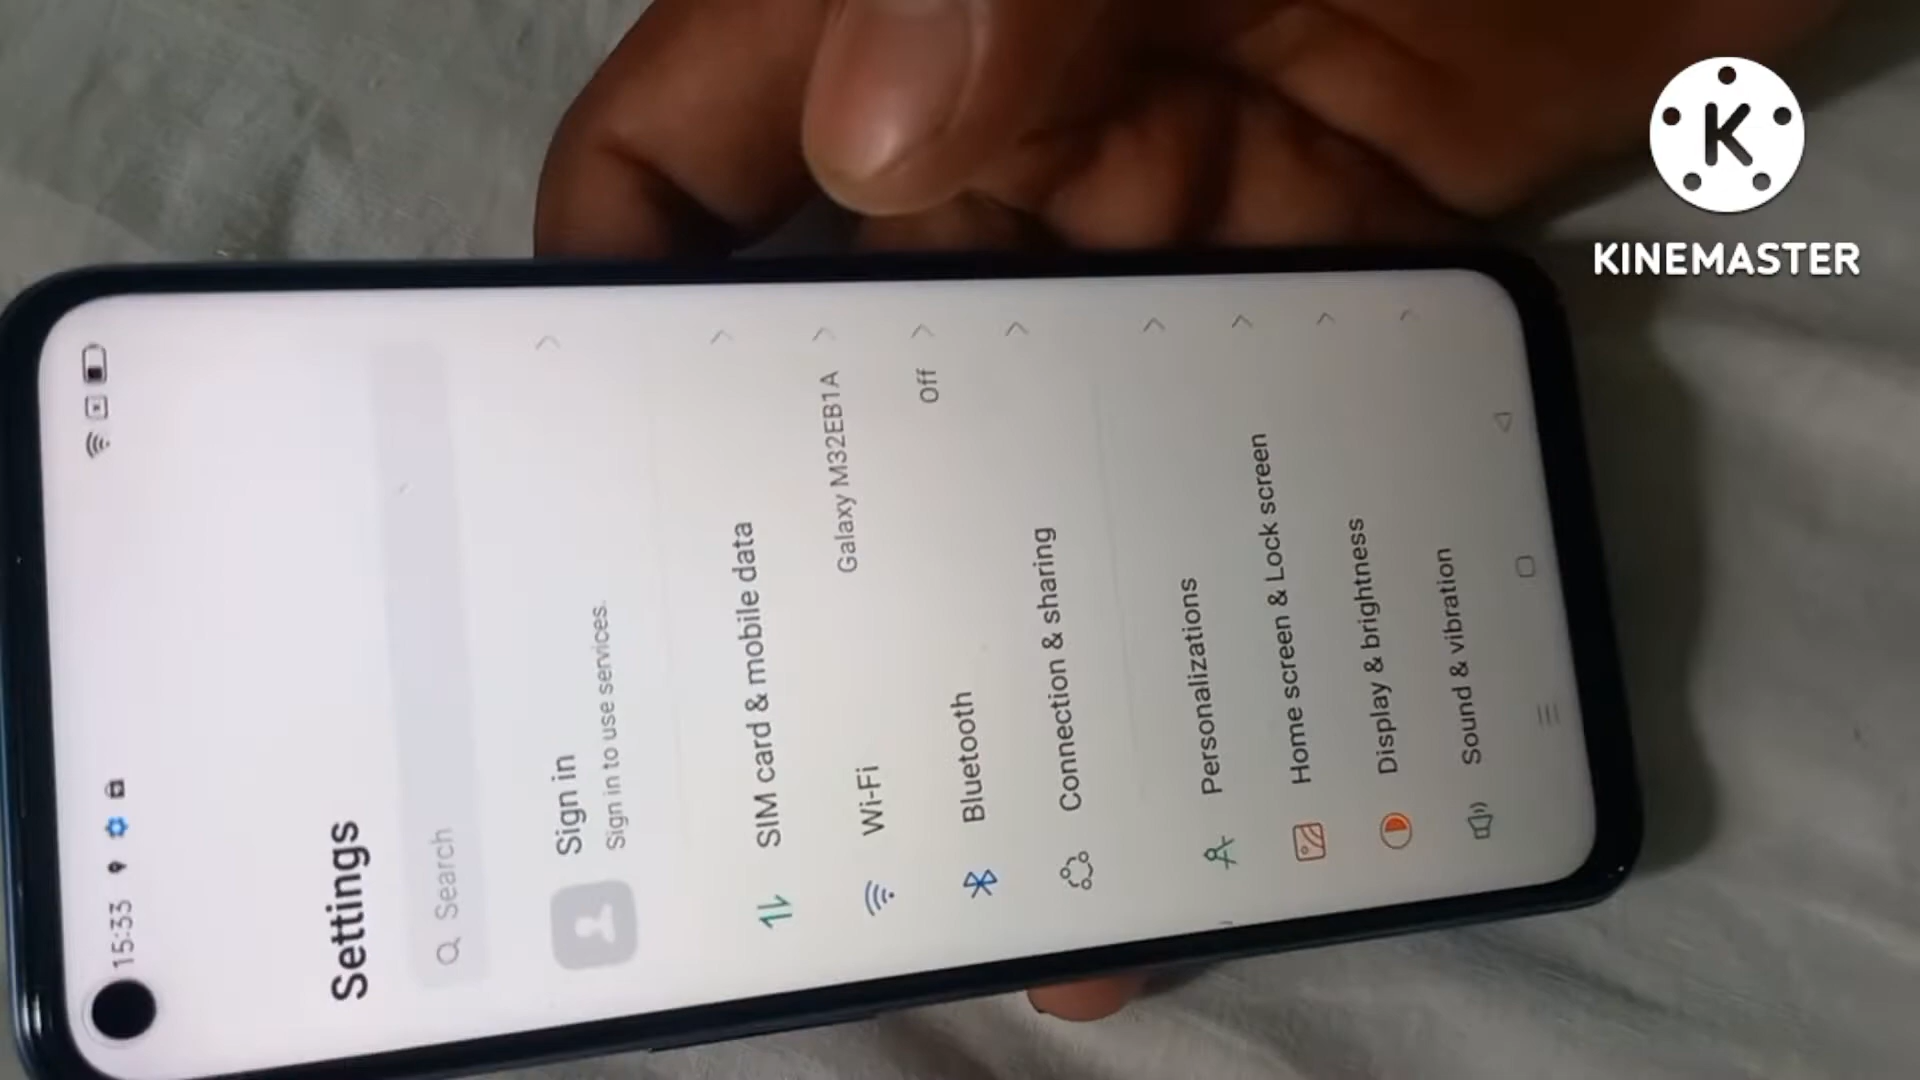 15:33
Settings
Search
Sign in
Sign in to use services.
SIM card & mobile data
Wi-Fi
Galaxy M32EB1A
Bluetooth
Off
Connection & sharing
Personalizations
Home screen & Lock screen
Display & brightness
Sound & vibration
K
KINEMASTER